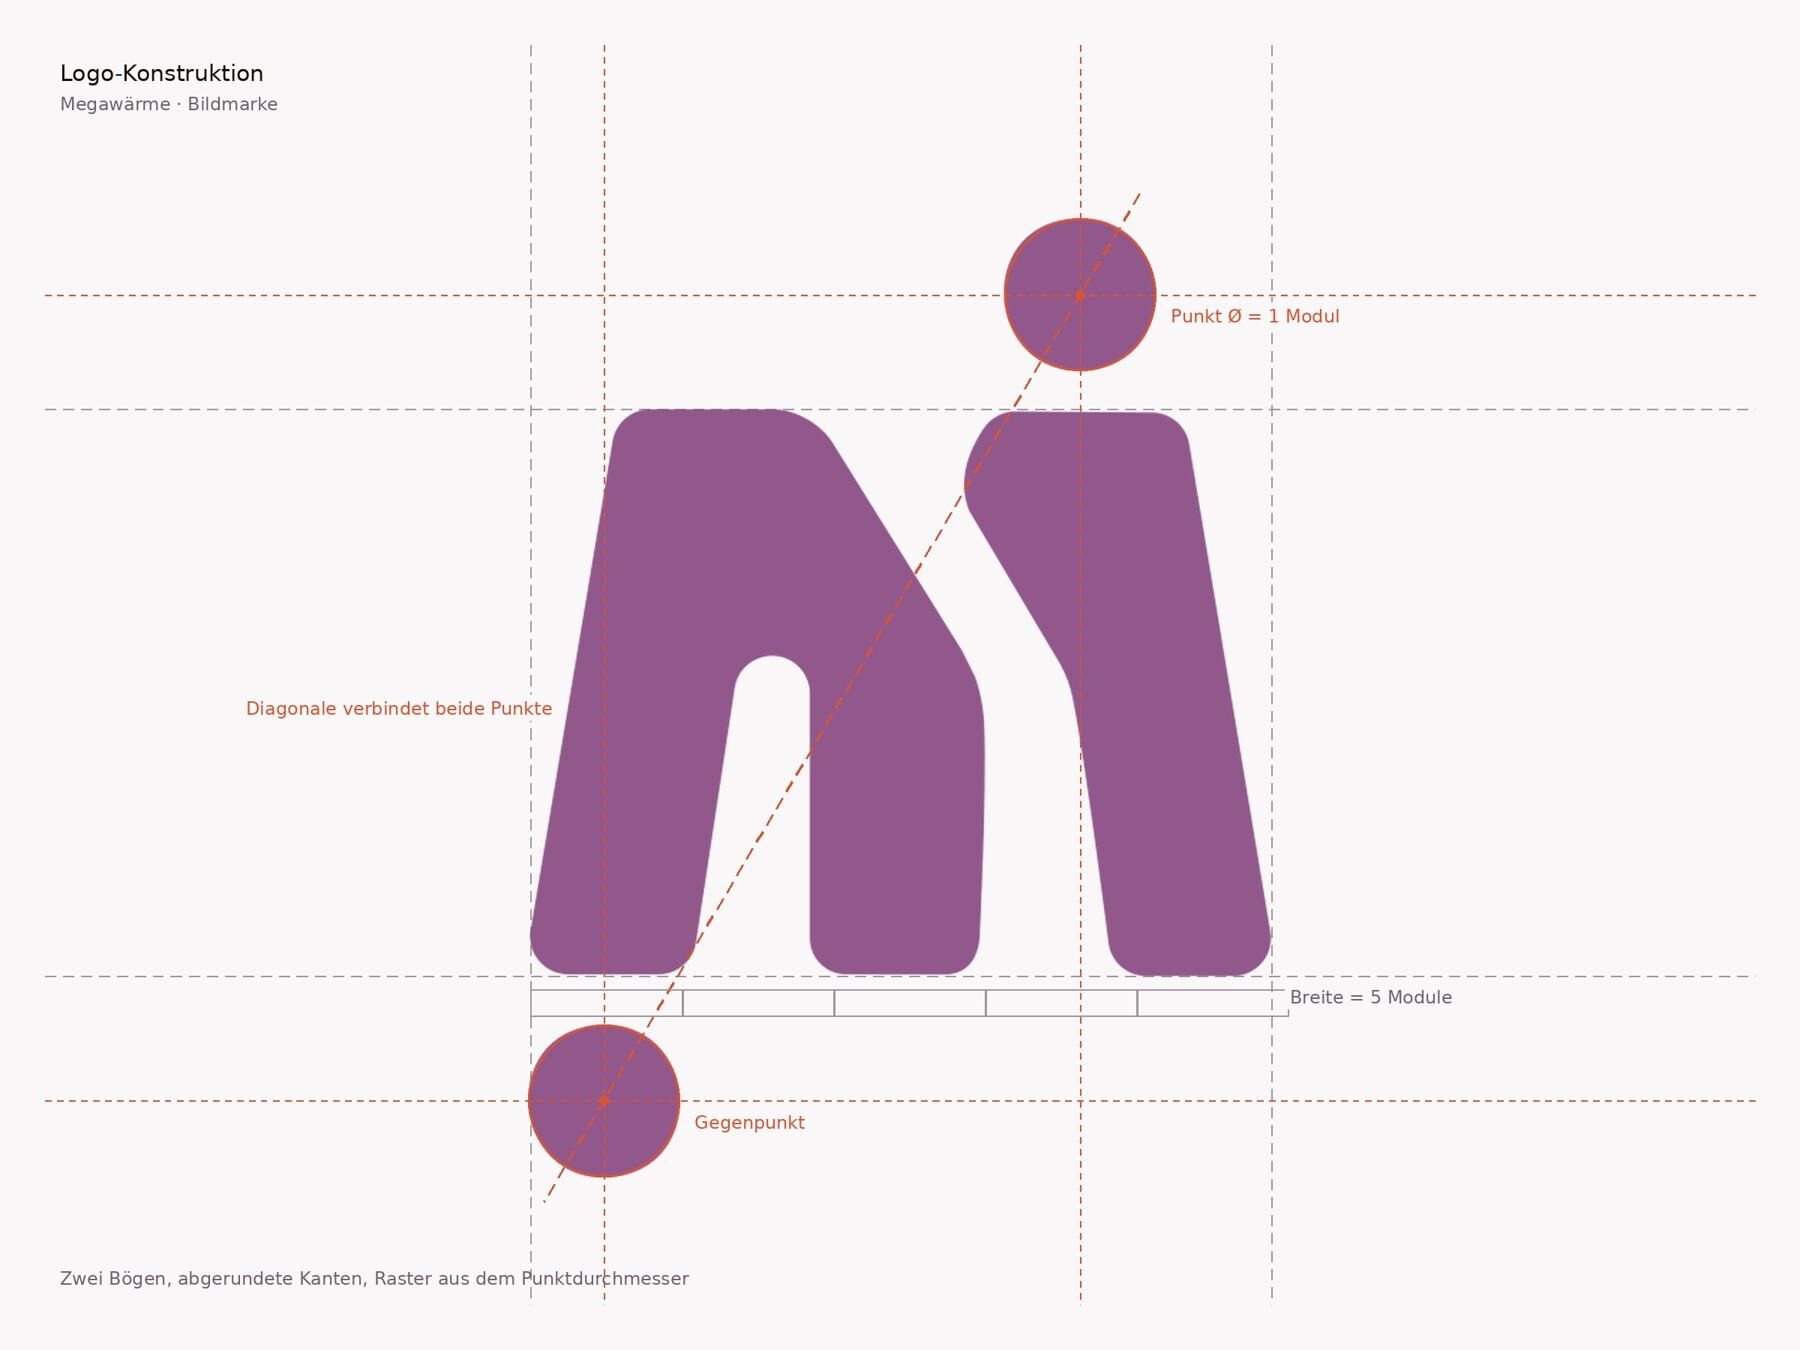 Logo-Konstruktion
Megawärme · Bildmarke
Punkt Ø = 1 Modul
Diagonale verbindet beide Punkte
Breite = 5 Module
Gegenpunkt
Zwei Bögen, abgerundete Kanten, Raster aus dem Punktdurchmesser